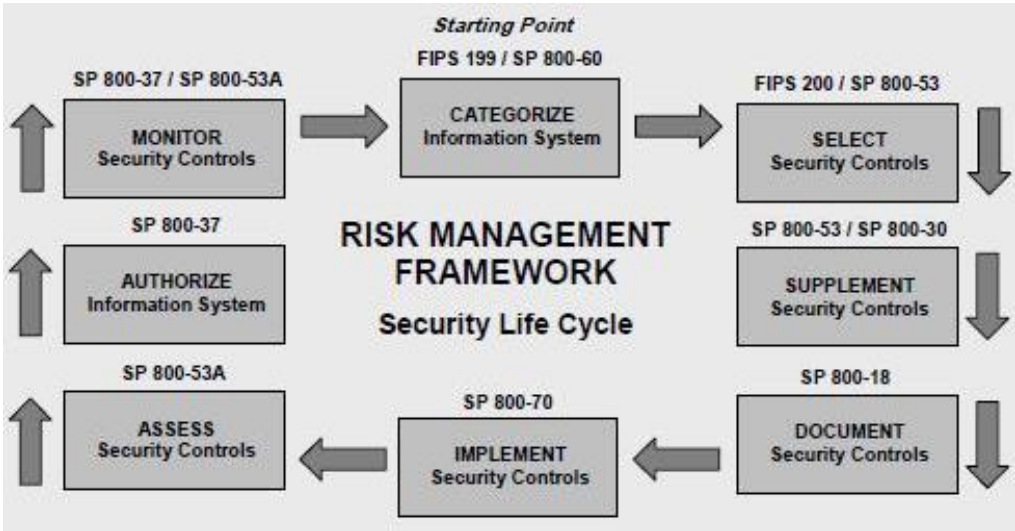 Starting Point
FIPS 199 / SP 800-60
CATEGORIZE
Information System
FIPS 200 / SP 800-53
SELECT
Security Controls
SP 800-53 / SP 800-30
SUPPLEMENT
Security Controls
SP 800-18
DOCUMENT
Security Controls
SP 800-70
IMPLEMENT
Security Controls
SP 800-53A
ASSESS
Security Controls
SP 800-37
AUTHORIZE
Information System
SP 800-37 / SP 800-53A
MONITOR
Security Controls
RISK MANAGEMENT
FRAMEWORK
Security Life Cycle